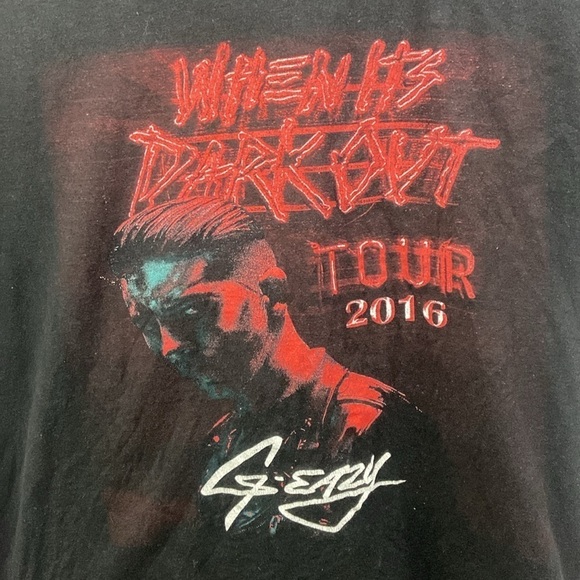 WHEN IT'S
DARK OUT
TOUR
2016
G-EAZY